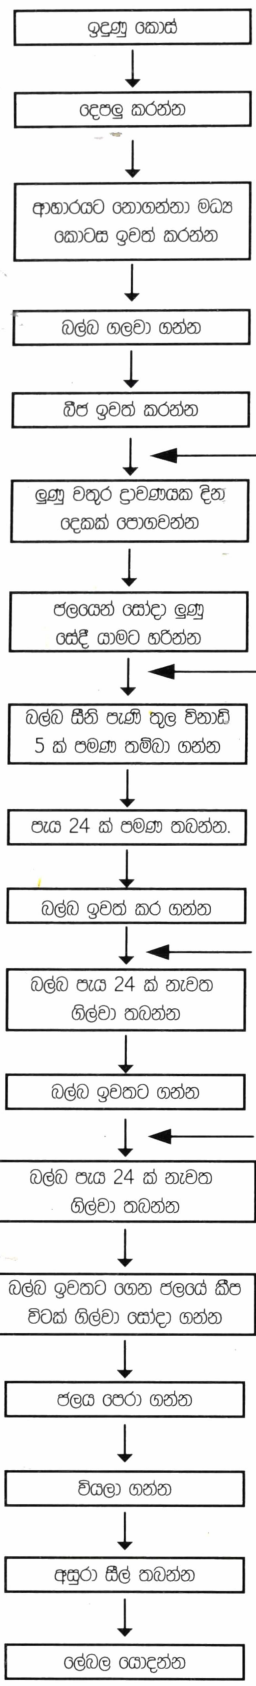 ඉදුණු කොස්
දෙපලු කරන්න
ආහාරයට නොගන්නා මධ්‍ය
කොටස ඉවත් කරන්න
බල්බ ගලවා ගන්න
බීජ ඉවත් කරන්න
ලුණු වතුර ද්‍රාවණයක දින
දෙකක් පොගවන්න
ජලයෙන් සෝදා ලුණු
සේදී යාමට හරින්න
බල්බ සීනි පැණි තුල විනාඩි
5 ක් පමණ තම්බා ගන්න
පැය 24 ක් පමණ තබන්න.
බල්බ ඉවත් කර ගන්න
බල්බ පැය 24 ක් නැවත
ගිල්වා තබන්න
බල්බ ඉවතට ගන්න
බල්බ පැය 24 ක් නැවත
ගිල්වා තබන්න
බල්බ ඉවතට ගෙන ජලයේ කීප
විටක් ගිල්වා සෝදා ගන්න
ජලය පෙරා ගන්න
වියලා ගන්න
අසුරා සීල් තබන්න
ලේබල යොදන්න